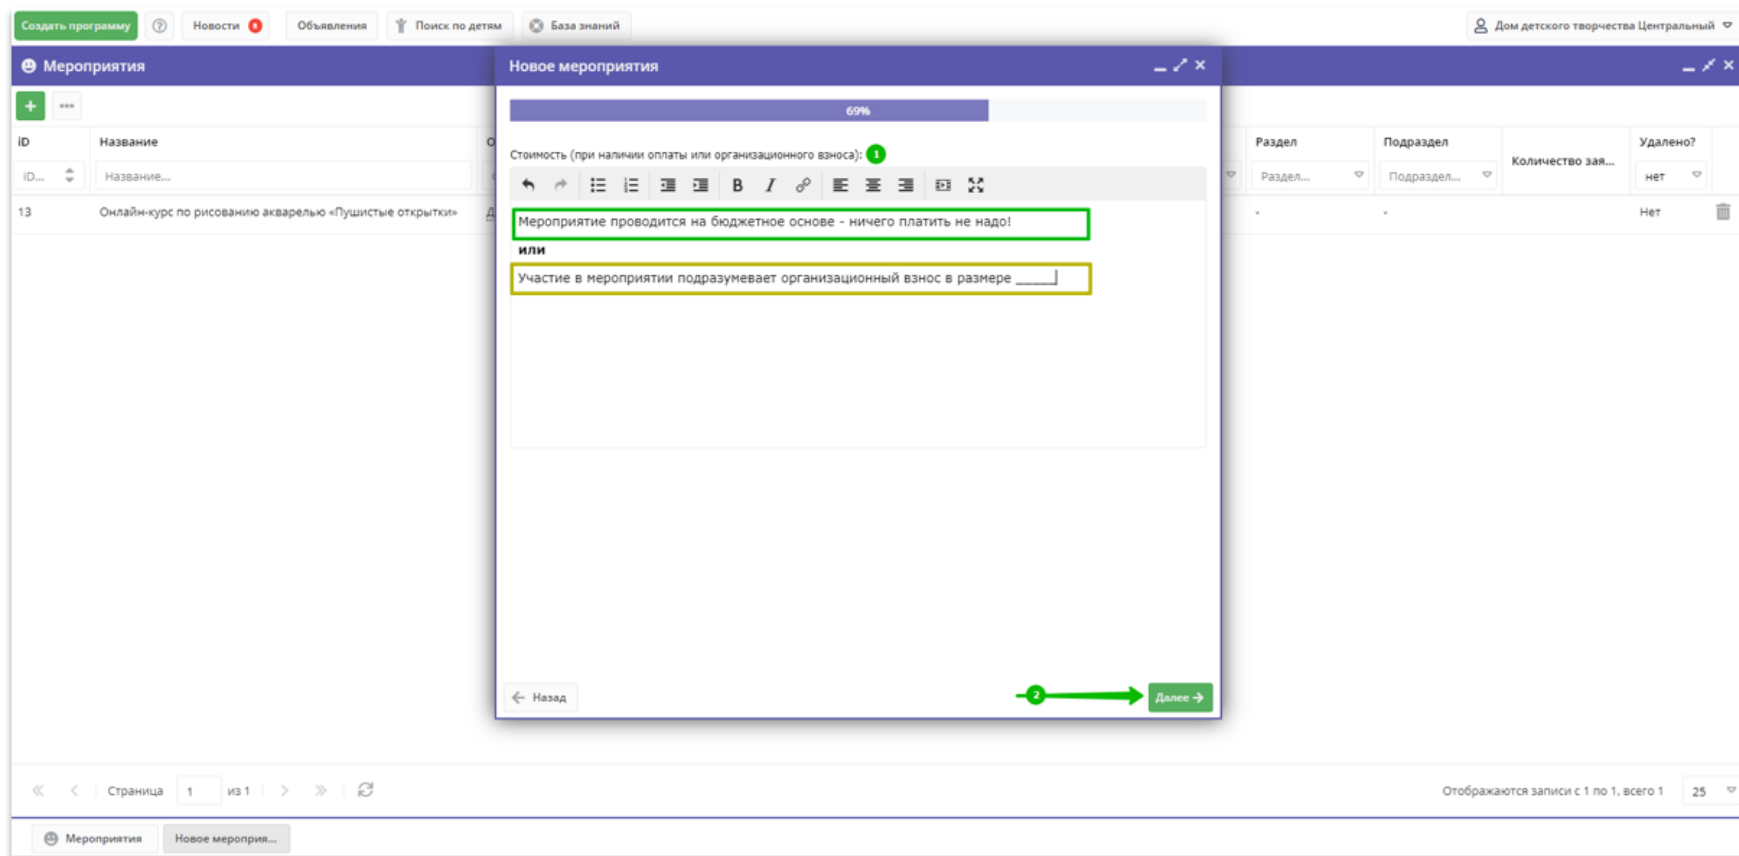 Создать программу ? Новости 8 Объявления Поиск по детям База знаний Дом детского творчества Центральный
Мероприятия
Новое мероприятия
69%
iD Название О Раздел Подраздел Количество зая... Удалено?
iD... Название... Раздел... Подраздел... нет
Стоимость (при наличии оплаты или организационного взноса): 1
B I
13 Онлайн-курс по рисованию акварелью «Пушистые открытки» Д - - Нет
Мероприятие проводится на бюджетное основе - ничего платить не надо!
или
Участие в мероприятии подразумевает организационный взнос в размере ______
Назад 2 Далее
Страница 1 из 1 Отображаются записи с 1 по 1, всего 1 25
Мероприятия Новое мероприя...